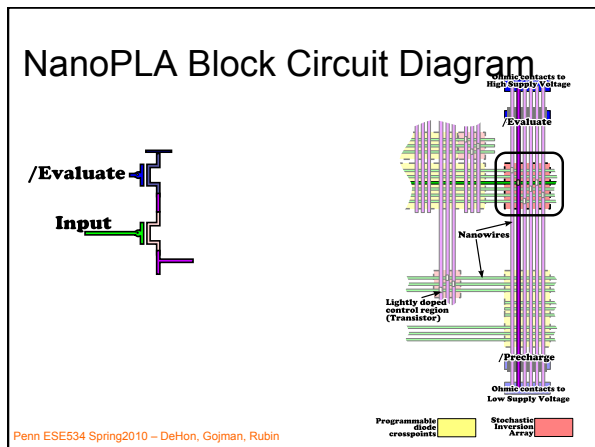 NanoPLA Block Circuit Diagram
Ohmic contacts to
High Supply Voltage
/Evaluate
/Evaluate
Input
Nanowires
Lightly doped
control region
(Transistor)
/Precharge
Ohmic contacts to
Low Supply Voltage
Programmable
diode
crosspoints
Stochastic
Inversion
Array
Penn ESE534 Spring2010 – DeHon, Gojman, Rubin